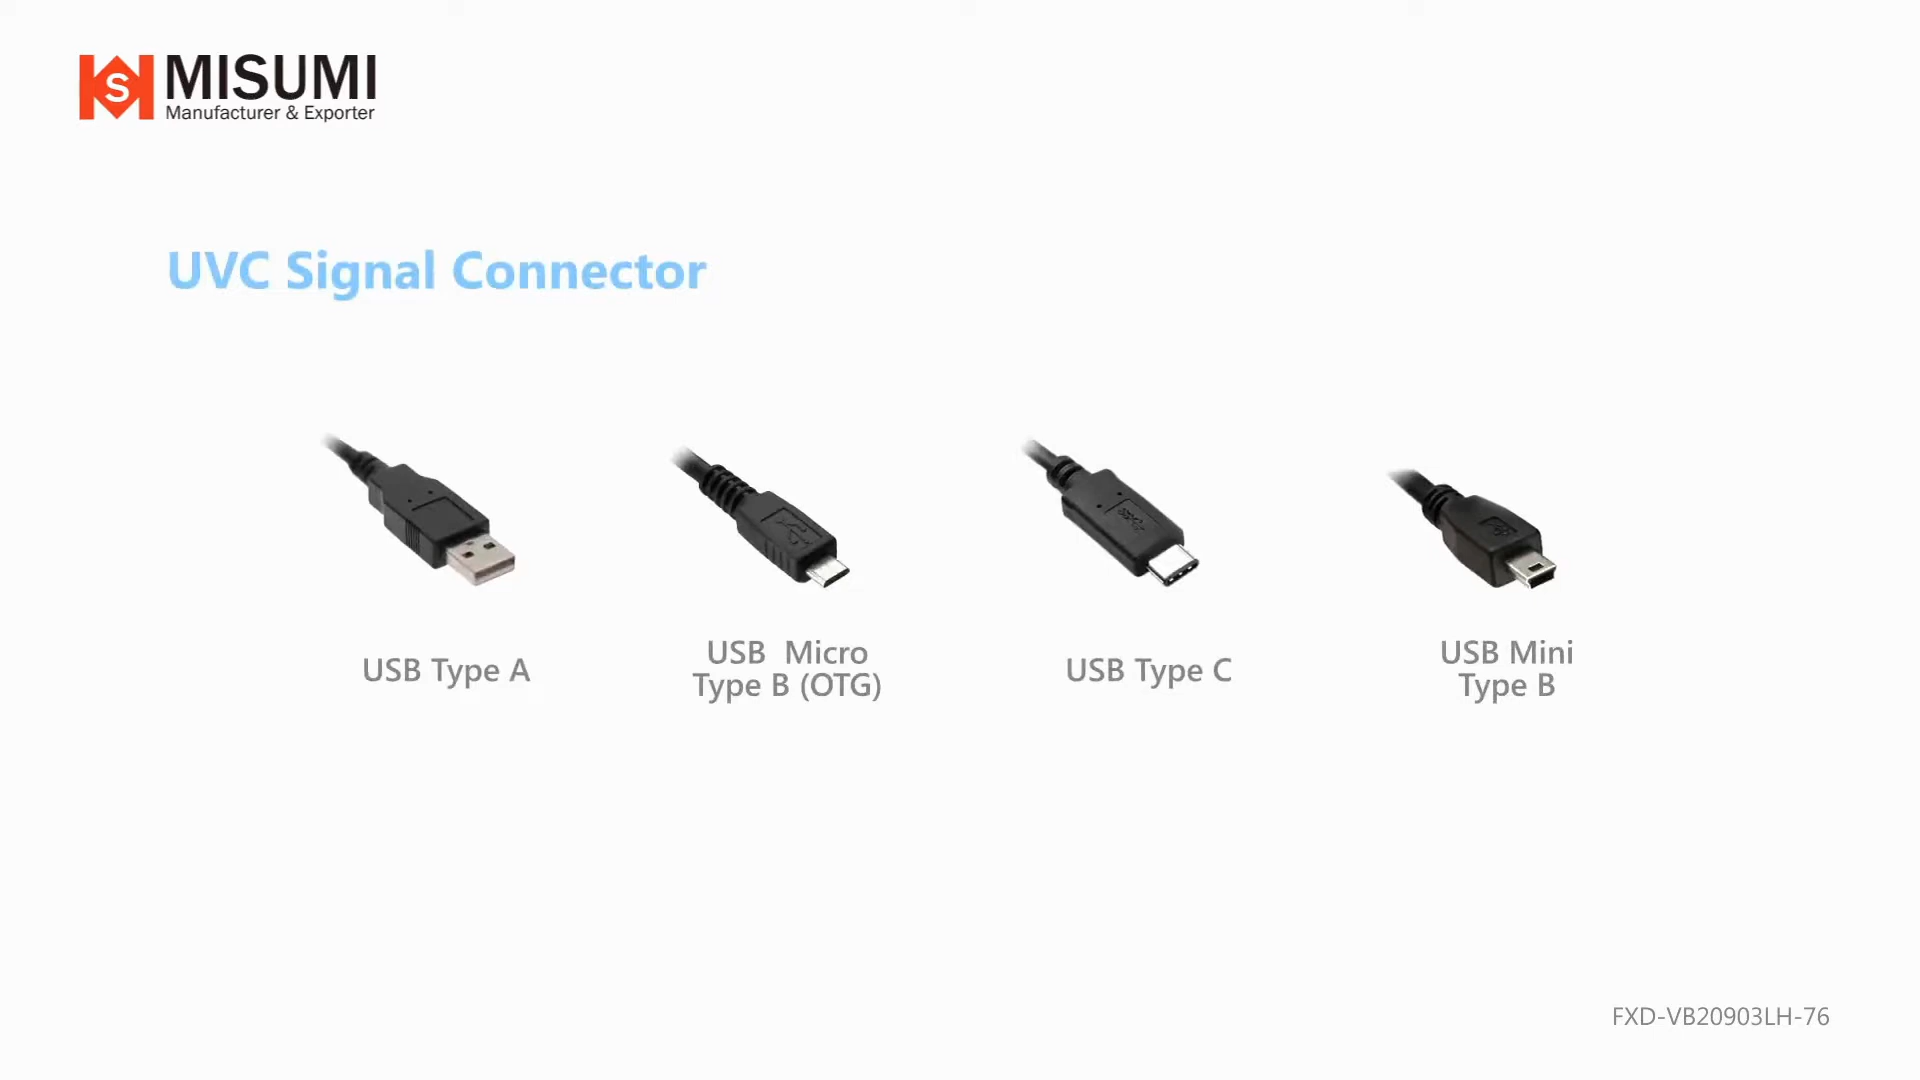 S
MISUMI
Manufacturer & Exporter
UVC Signal Connector
USB Type A
USB  Micro
Type B (OTG)
USB Type C
USB Mini
Type B
FXD-VB20903LH-76